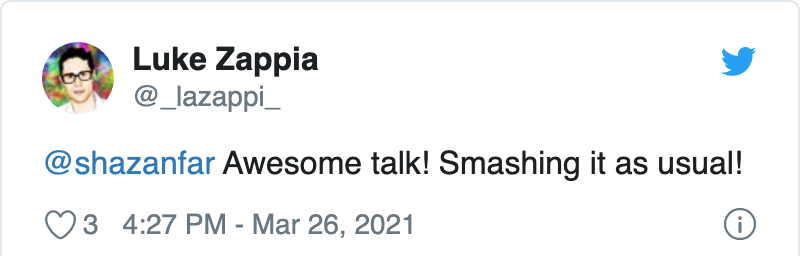 Luke Zappia
@_lazappi_
@shazanfar Awesome talk! Smashing it as usual!
3 4:27 PM - Mar 26, 2021